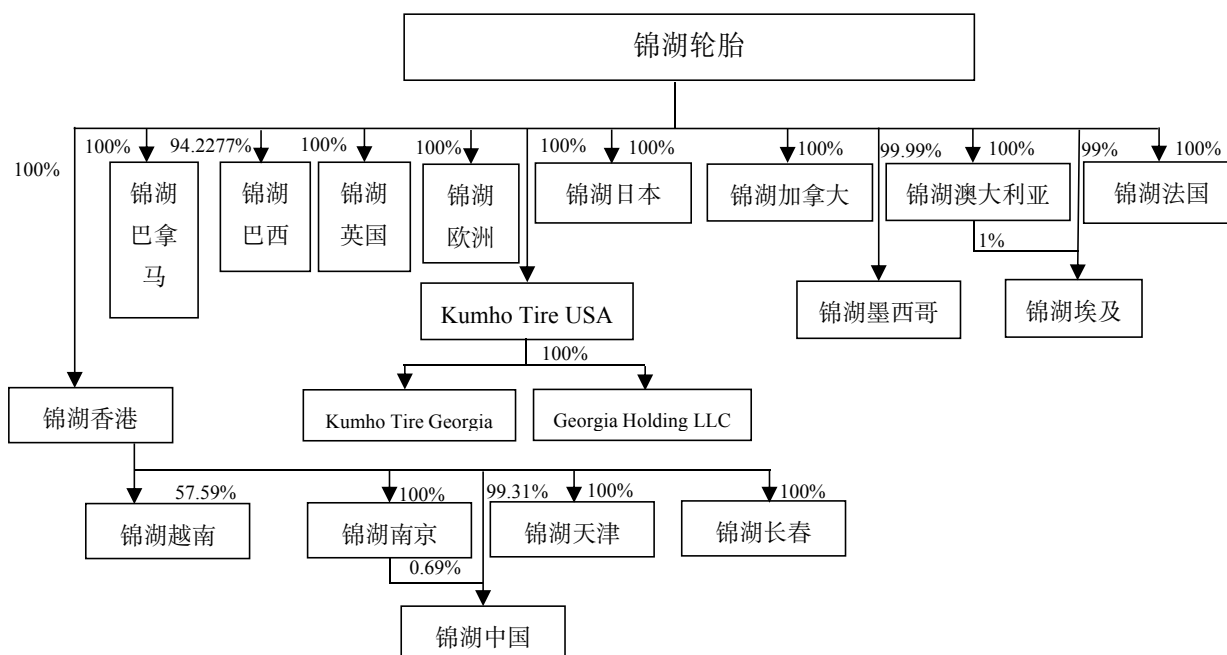 锦湖轮胎
100%
100%
94.2277%
100%
100%
100%
100%
100%
99.99%
100%
99%
100%
锦湖
巴拿
马
锦湖
巴西
锦湖
英国
锦湖
欧洲
锦湖日本
锦湖加拿大
锦湖澳大利亚
锦湖法国
1%
Kumho Tire USA
锦湖墨西哥
锦湖埃及
100%
锦湖香港
Kumho Tire Georgia
Georgia Holding LLC
57.59%
100%
99.31%
100%
100%
锦湖越南
锦湖南京
锦湖天津
锦湖长春
0.69%
锦湖中国